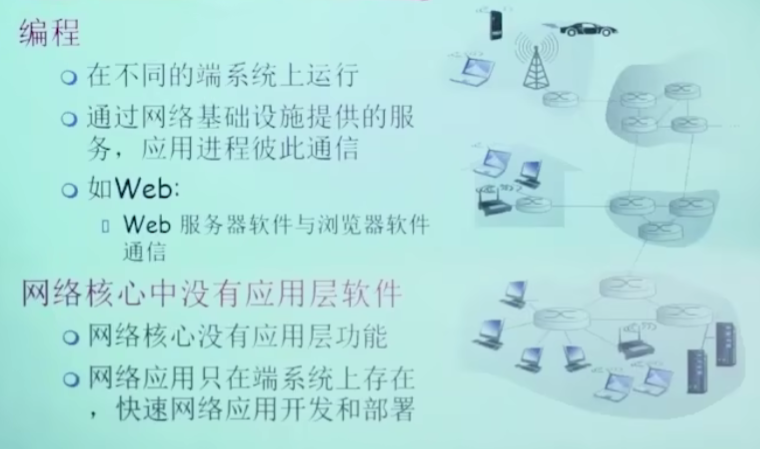 编程
在不同的端系统上运行
通过网络基础设施提供的服
务，应用进程彼此通信
如Web:
Web 服务器软件与浏览器软件
通信
网络核心中没有应用层软件
网络核心没有应用层功能
网络应用只在端系统上存在
，快速网络应用开发和部署